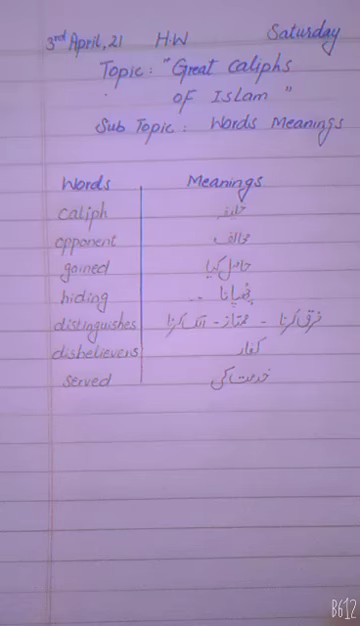 3rd April, 21 H.W Saturday
Topic: "Great caliphs
of Islam"
Sub Topic: Words Meanings
Words Meanings
caliph خلیفہ
opponent مخالف
gained حاصل کیا
hiding چھپانا
distinguishes فرق کرنا - ممتاز - الگ کرنا
disbelievers کفار
served خدمت کی
B612